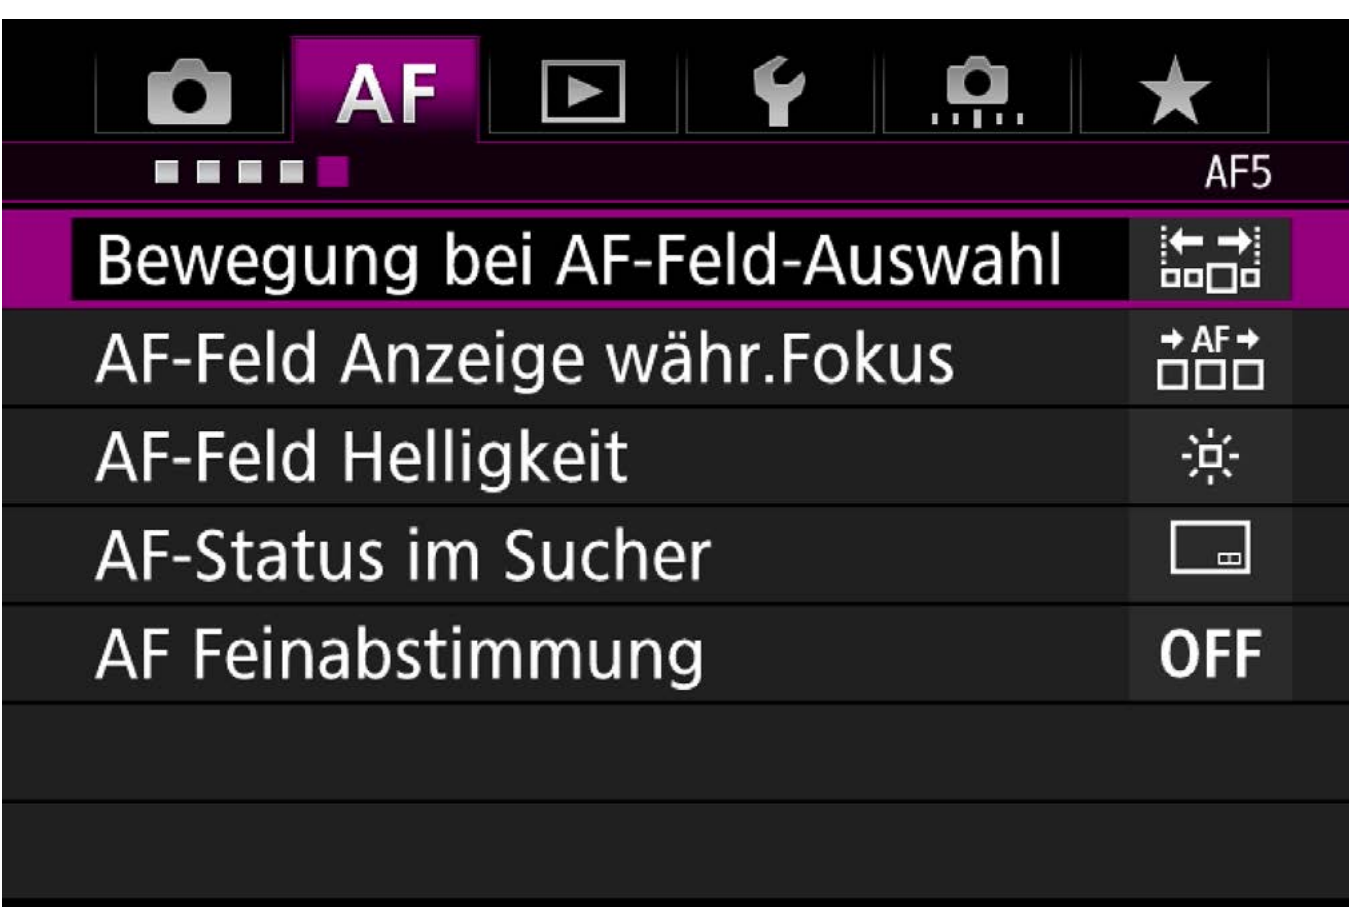 AF
AF5
Bewegung bei AF-Feld-Auswahl
AF-Feld Anzeige währ.Fokus
→AF→
AF-Feld Helligkeit
AF-Status im Sucher
AF Feinabstimmung OFF